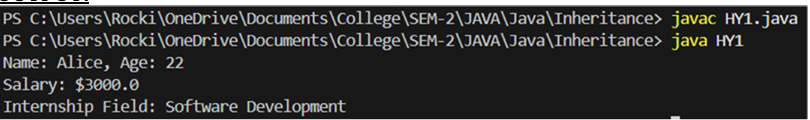 PS C:\Users\Rocki\OneDrive\Documents\College\SEM-2\JAVA\Java\Inheritance> javac HY1.java
PS C:\Users\Rocki\OneDrive\Documents\College\SEM-2\JAVA\Java\Inheritance> java HY1
Name: Alice, Age: 22
Salary: $3000.0
Internship Field: Software Development